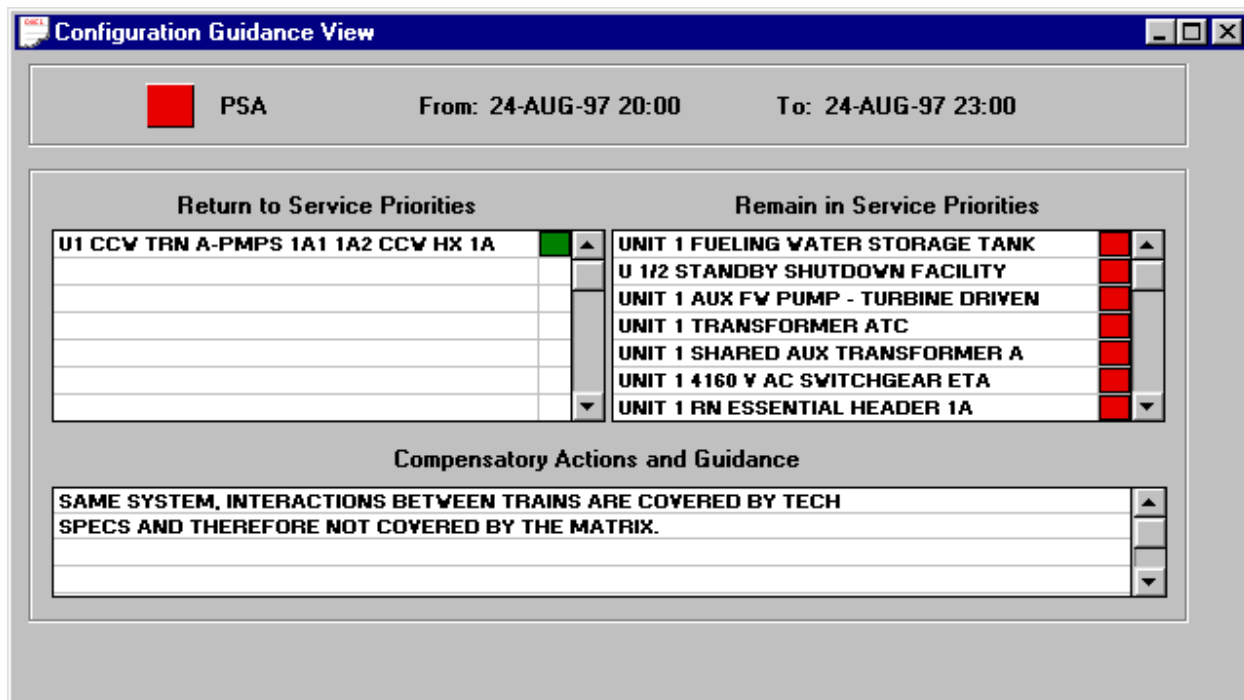 Configuration Guidance View
PSA From: 24-AUG-97 20:00 To: 24-AUG-97 23:00
Return to Service Priorities
U1 CCW TRN A-PMPS 1A1 1A2 CCW HX 1A
Remain in Service Priorities
UNIT 1 FUELING WATER STORAGE TANK
U 1/2 STANDBY SHUTDOWN FACILITY
UNIT 1 AUX FW PUMP - TURBINE DRIVEN
UNIT 1 TRANSFORMER ATC
UNIT 1 SHARED AUX TRANSFORMER A
UNIT 1 4160 V AC SWITCHGEAR ETA
UNIT 1 RN ESSENTIAL HEADER 1A
Compensatory Actions and Guidance
SAME SYSTEM, INTERACTIONS BETWEEN TRAINS ARE COVERED BY TECH
SPECS AND THEREFORE NOT COVERED BY THE MATRIX.